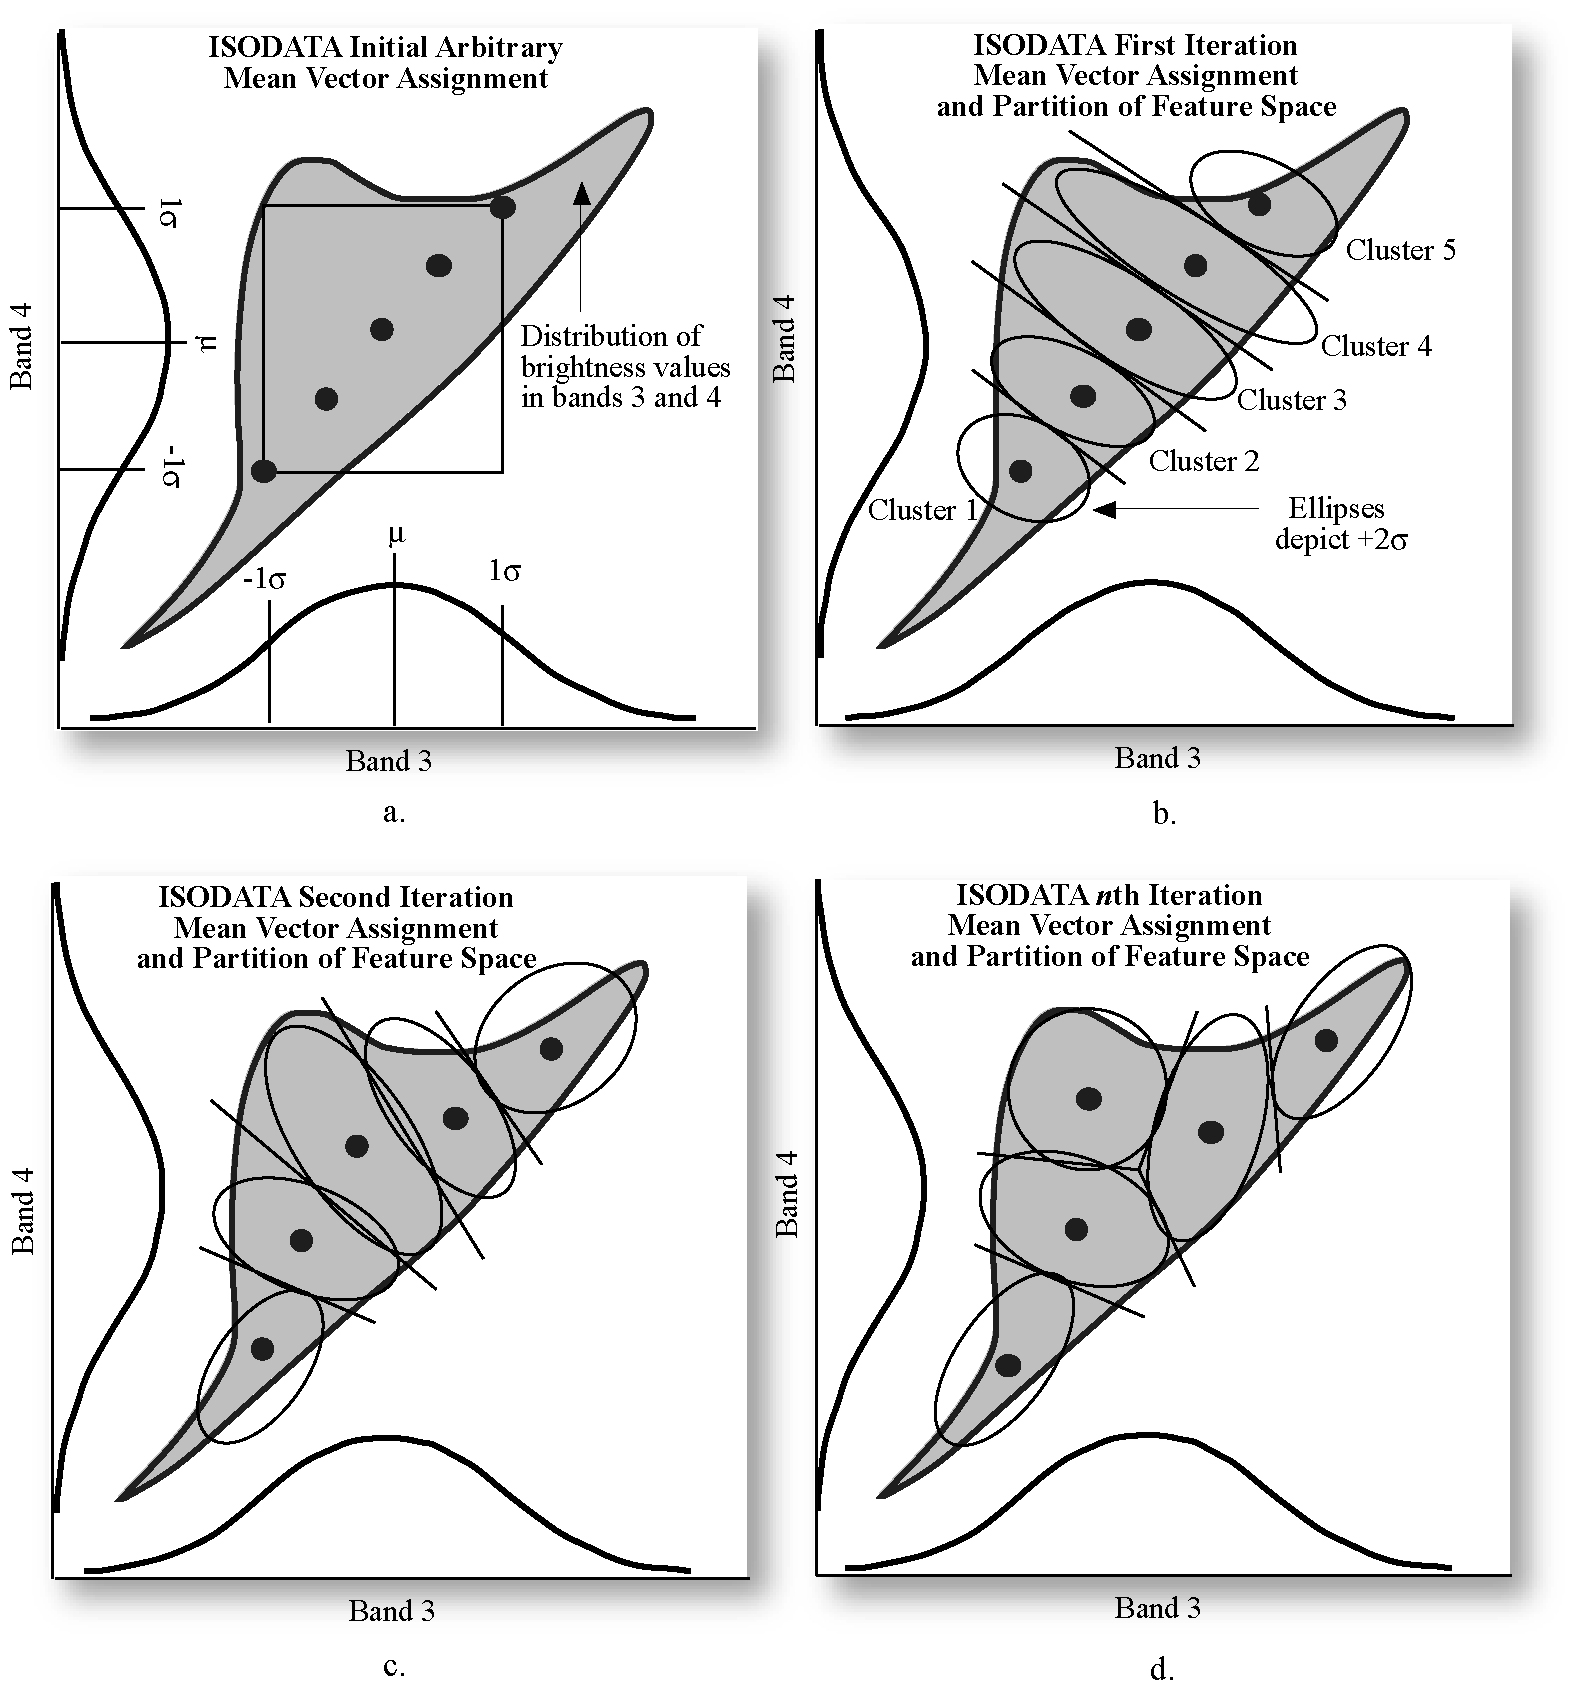 ISODATA Initial Arbitrary
Mean Vector Assignment
1σ
μ
-1σ
Band 4
Distribution of
brightness values
in bands 3 and 4
-1σ
μ
1σ
Band 3
a.
ISODATA First Iteration
Mean Vector Assignment
and Partition of Feature Space
Band 4
Cluster 5
Cluster 4
Cluster 3
Cluster 2
Cluster 1
Ellipses
depict +2σ
Band 3
b.
ISODATA Second Iteration
Mean Vector Assignment
and Partition of Feature Space
Band 4
Band 3
c.
ISODATA nth Iteration
Mean Vector Assignment
and Partition of Feature Space
Band 4
Band 3
d.